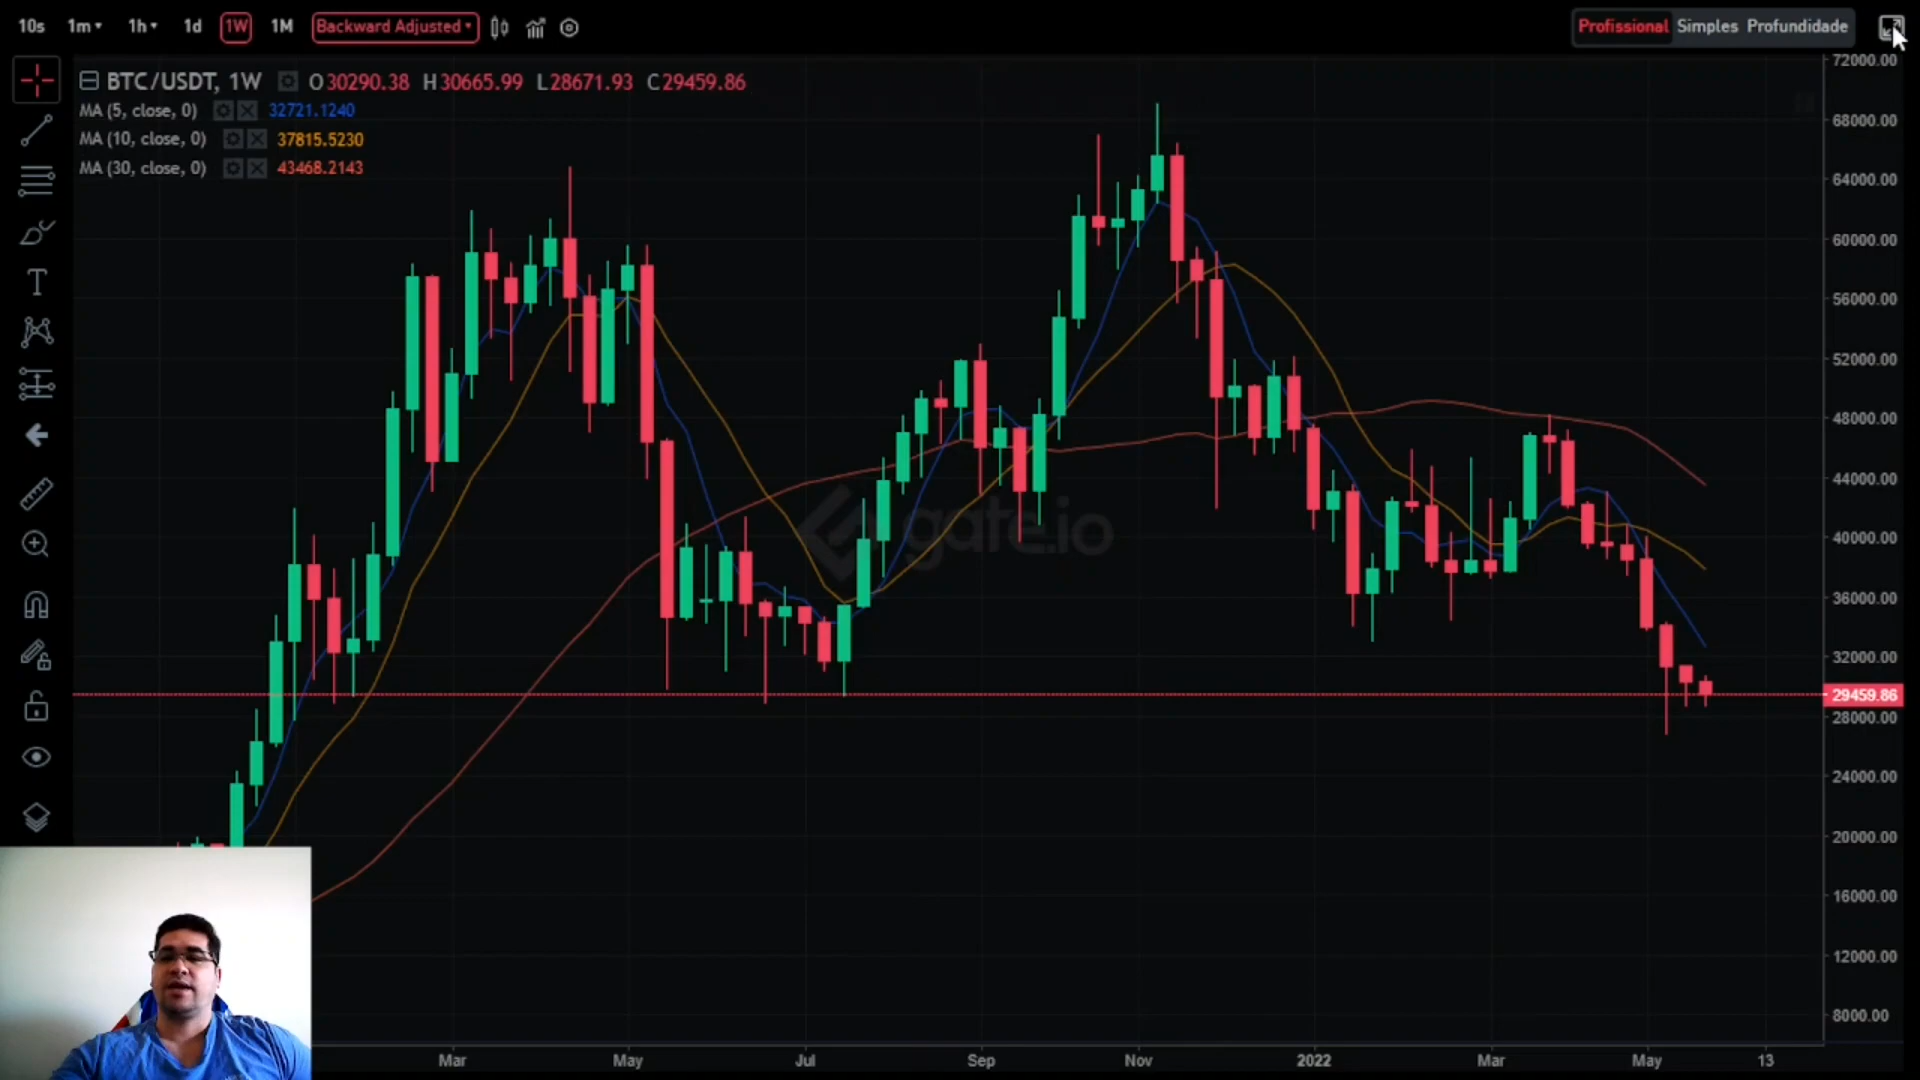 10s 1m 1h 1d 1W 1M Backward Adjusted Profissional Simples Profundidade
BTC/USDT, 1W O30290.38 H30665.99 L28671.93 C29459.86
MA (5, close, 0) 32721.1240
MA (10, close, 0) 37815.5230
MA (30, close, 0) 43468.2143
T
gate.io
72000.00
68000.00
64000.00
60000.00
56000.00
52000.00
48000.00
44000.00
40000.00
36000.00
32000.00
29459.86
28000.00
24000.00
20000.00
16000.00
12000.00
8000.00
Mar May Jul Sep Nov 2022 Mar May 13